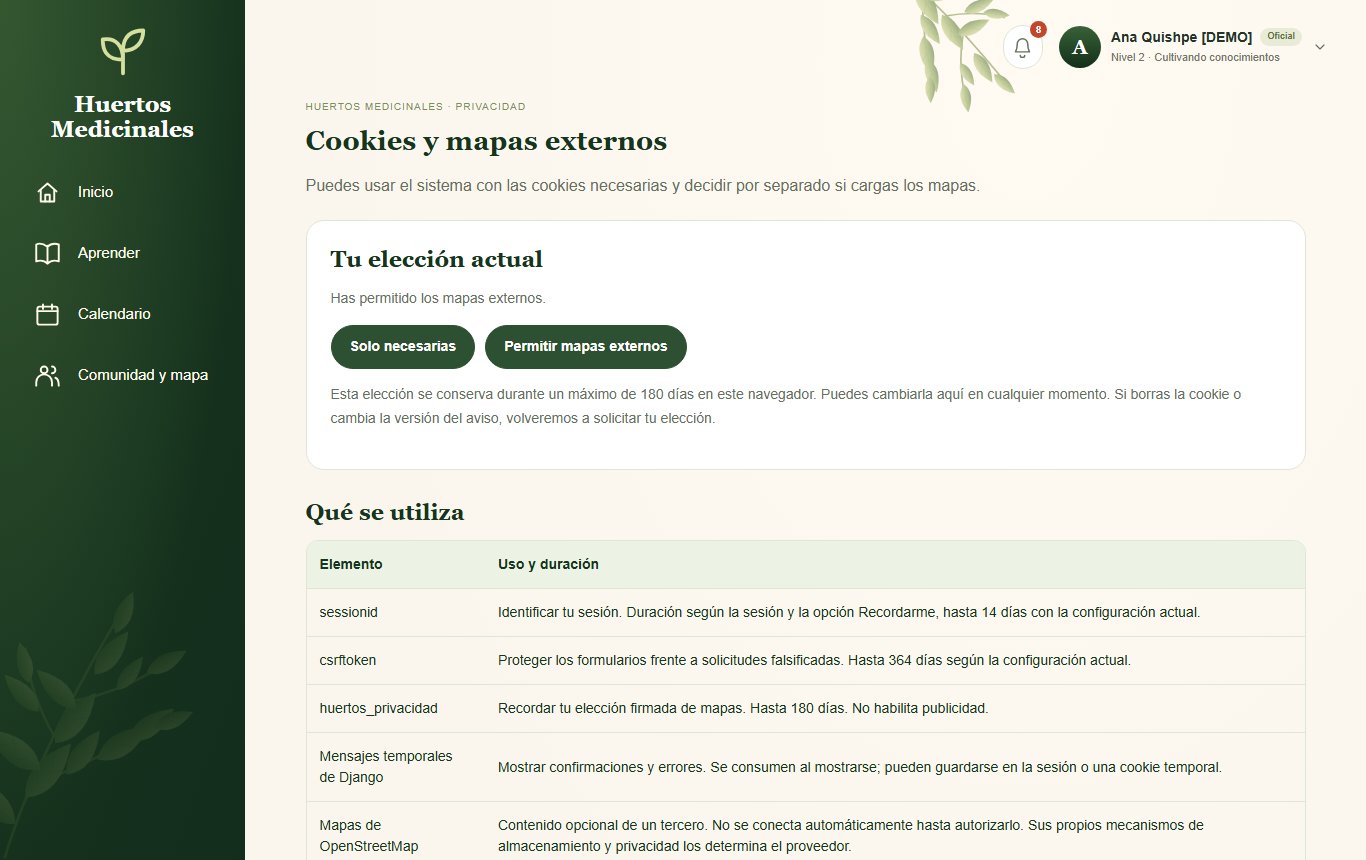 Huertos
Medicinales
Inicio
Aprender
Calendario
Comunidad y mapa
8
A
Ana Quishpe [DEMO]
Oficial
Nivel 2 · Cultivando conocimientos
HUERTOS MEDICINALES · PRIVACIDAD
Cookies y mapas externos
Puedes usar el sistema con las cookies necesarias y decidir por separado si cargas los mapas.
Tu elección actual
Has permitido los mapas externos.
Solo necesarias
Permitir mapas externos
Esta elección se conserva durante un máximo de 180 días en este navegador. Puedes cambiarla aquí en cualquier momento. Si borras la cookie o
cambia la versión del aviso, volveremos a solicitar tu elección.
Qué se utiliza
Elemento
Uso y duración
sessionid
Identificar tu sesión. Duración según la sesión y la opción Recordarme, hasta 14 días con la configuración actual.
csrftoken
Proteger los formularios frente a solicitudes falsificadas. Hasta 364 días según la configuración actual.
huertos_privacidad
Recordar tu elección firmada de mapas. Hasta 180 días. No habilita publicidad.
Mensajes temporales
de Django
Mostrar confirmaciones y errores. Se consumen al mostrarse; pueden guardarse en la sesión o una cookie temporal.
Mapas de
OpenStreetMap
Contenido opcional de un tercero. No se conecta automáticamente hasta autorizarlo. Sus propios mecanismos de
almacenamiento y privacidad los determina el proveedor.